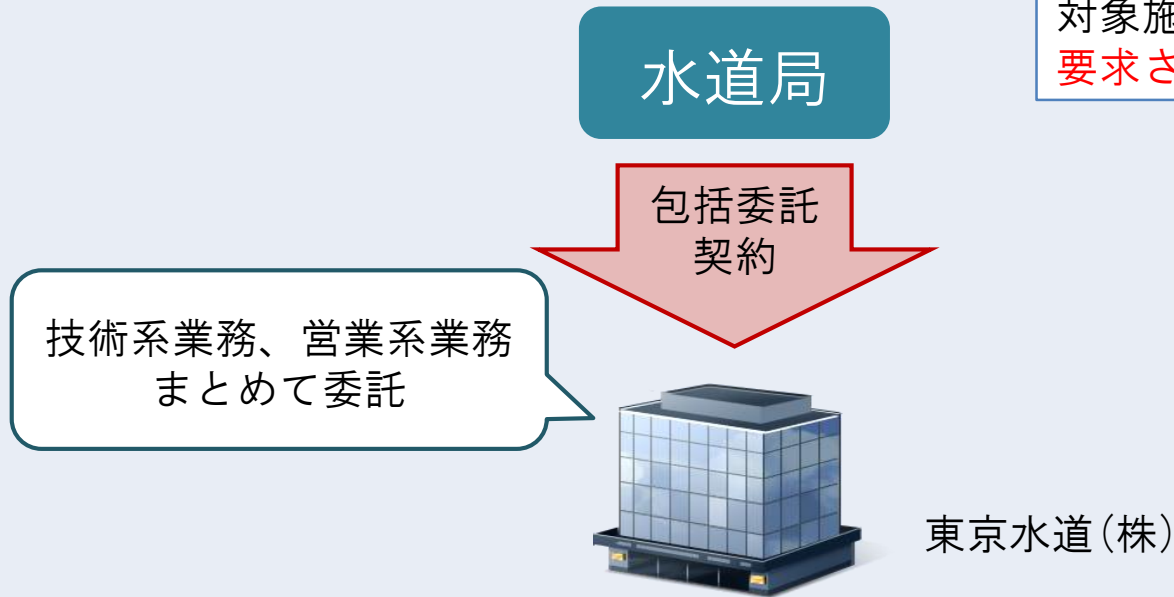 対象施
要求さ
水道局
包括委託
契約
技術系業務、営業系業務
まとめて委託
東京水道(株)